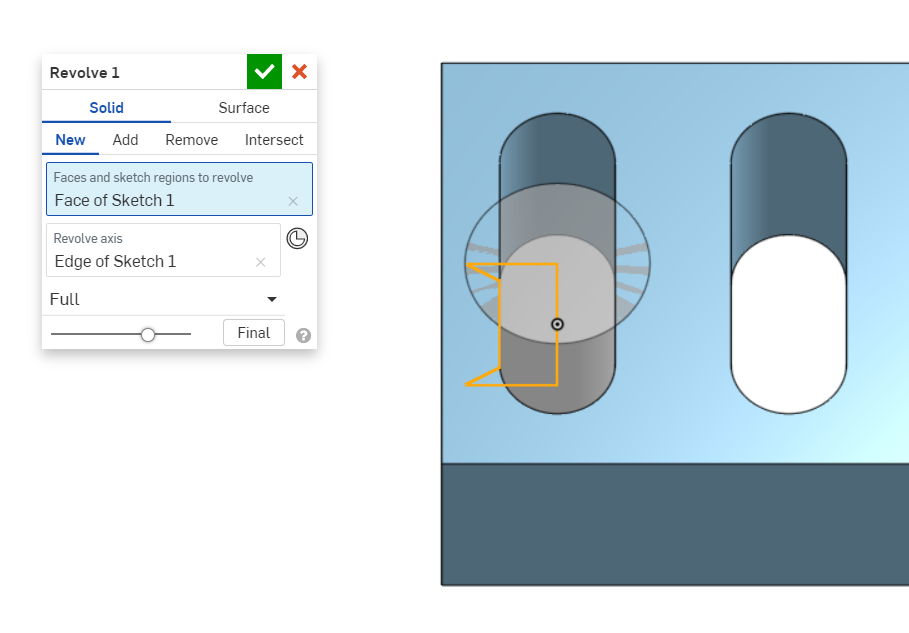 Revolve 1
Solid Surface
New Add Remove Intersect
Faces and sketch regions to revolve
Face of Sketch 1
Revolve axis
Edge of Sketch 1
Full
Final